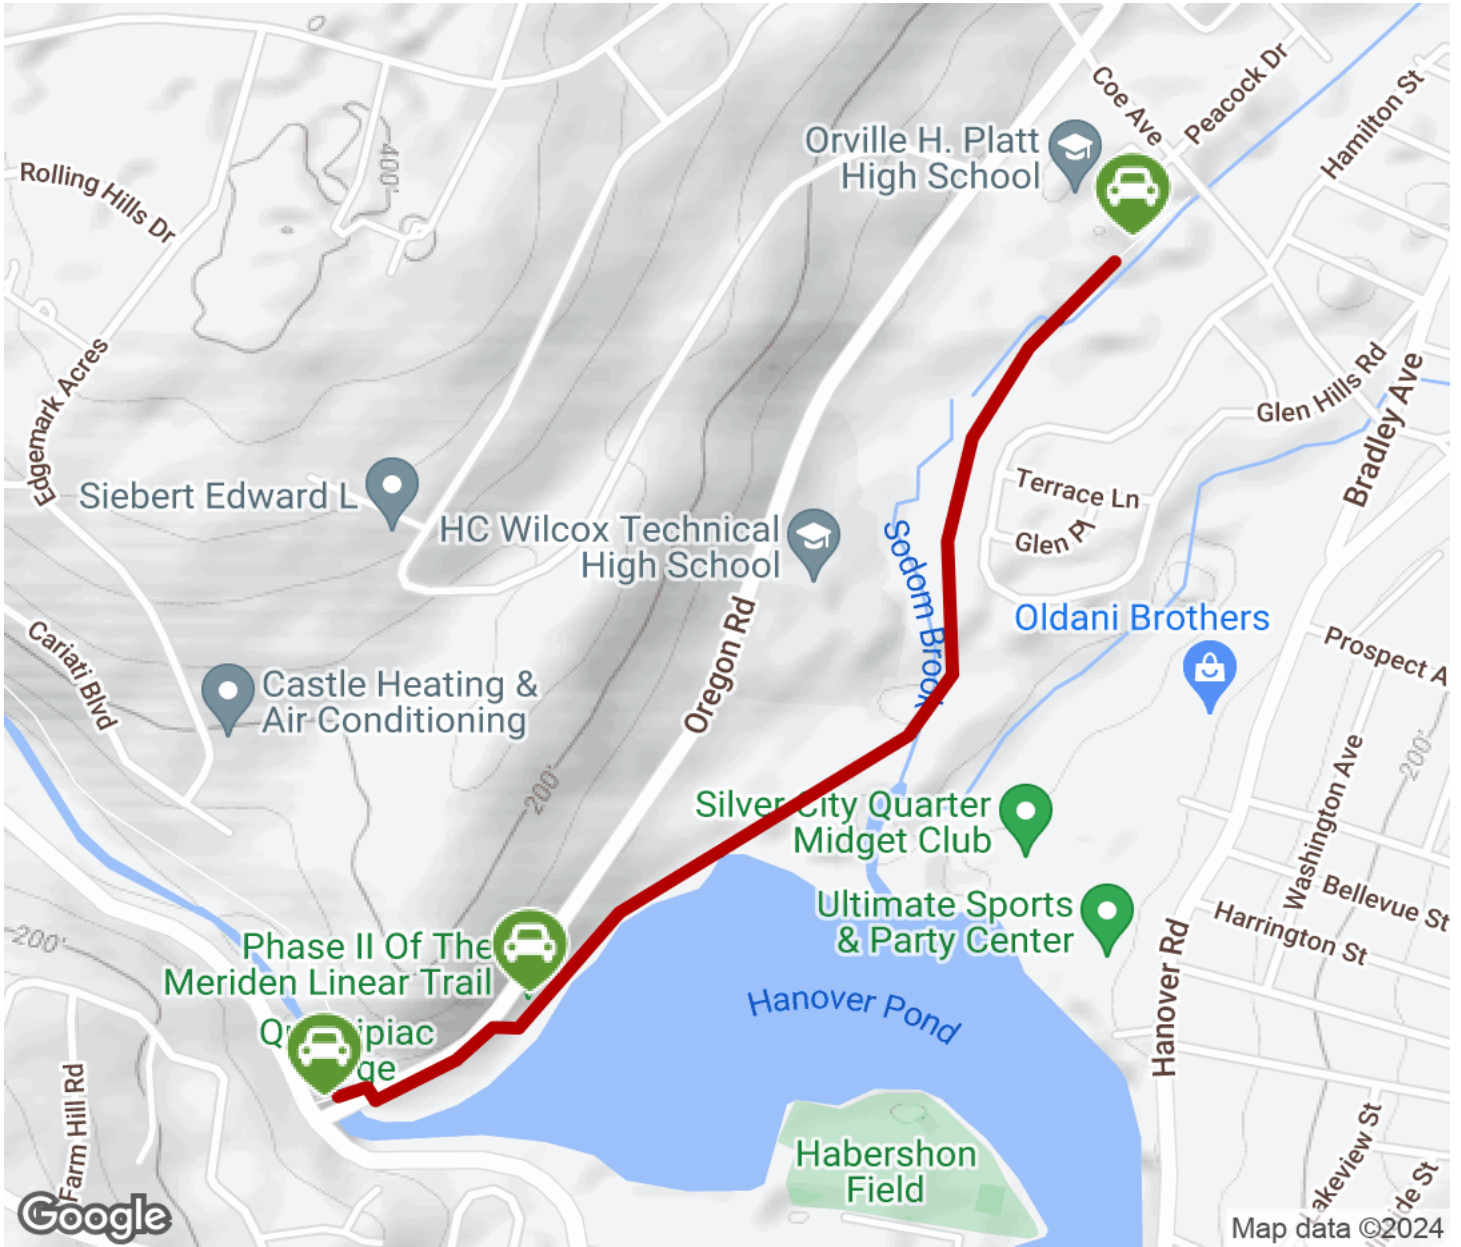 Coe Ave
Peacock Dr
Hamilton St
Orville H. Platt
High School
400'
Rolling Hills Dr
Edgemark Acres
Glen Hills Rd
Bradley Ave
Siebert Edward L
HC Wilcox Technical
High School
Terrace Ln
Glen Pl
Sodom Brook
Oldani Brothers
Cariati Blvd
Castle Heating &
Air Conditioning
Oregon Rd
Prospect A
200'
200'
Silver City Quarter
Midget Club
Washington Ave
Bellevue St
Harrington St
Ultimate Sports
& Party Center
200'
Phase II Of The
Meriden Linear Trail
Hanover Pond
Hanover Rd
Farm Hill Rd
Habershon
Field
Lakeview St
Google
Map data ©2024